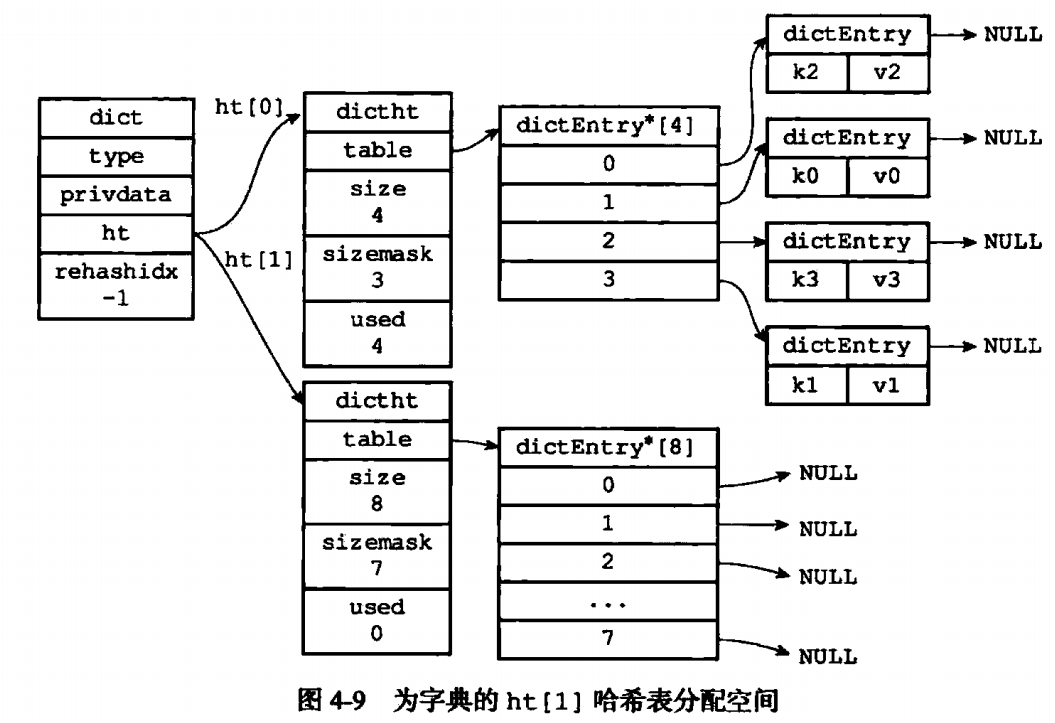 dict
type
privdata
ht
rehashidx
-1
ht[0]
ht[1]
dictht
table
size
4
sizemask
3
used
4
dictEntry*[4]
0
1
2
3
dictEntry
k2 v2
NULL
dictEntry
k0 v0
NULL
dictEntry
k3 v3
NULL
dictEntry
k1 v1
NULL
dictht
table
size
8
sizemask
7
used
0
dictEntry*[8]
0
NULL
1
NULL
2
NULL
...
7
NULL
图 4-9 为字典的 ht[1] 哈希表分配空间